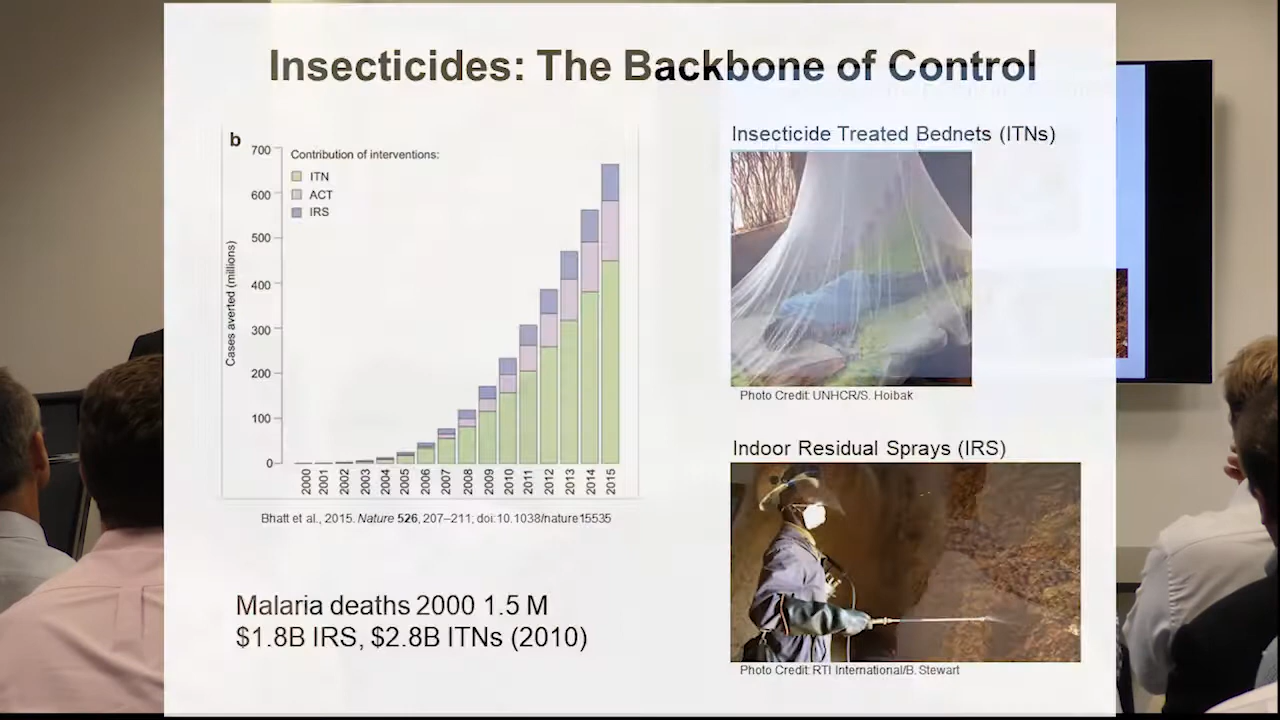 Insecticides: The Backbone of Control
b
Contribution of interventions:
ITN
ACT
IRS
Cases averted (millions)
700
600
500
400
300
200
100
0
2000
2001
2002
2003
2004
2005
2006
2007
2008
2009
2010
2011
2012
2013
2014
2015
Bhatt et al., 2015. Nature 526, 207–211; doi:10.1038/nature15535
Malaria deaths 2000 1.5 M
$1.8B IRS, $2.8B ITNs (2010)
Insecticide Treated Bednets (ITNs)
Photo Credit: UNHCR/S. Hoibak
Indoor Residual Sprays (IRS)
Photo Credit: RTI International/B. Stewart